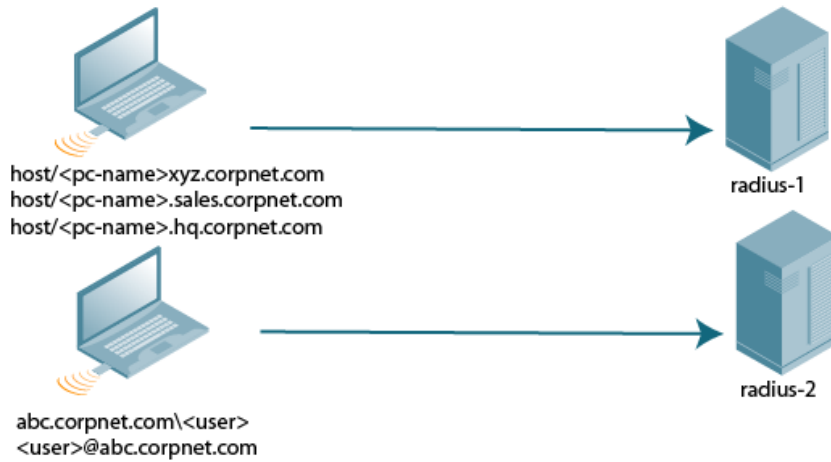 host/<pc-name>xyz.corpnet.com
host/<pc-name>.sales.corpnet.com
host/<pc-name>.hq.corpnet.com
radius-1
abc.corpnet.com\<user>
<user>@abc.corpnet.com
radius-2